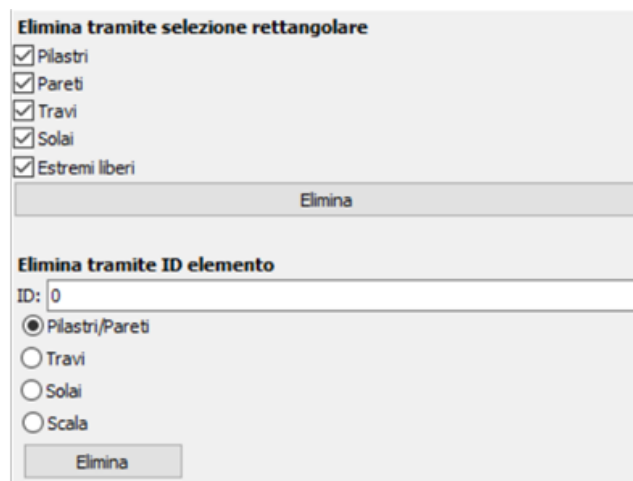 Elimina tramite selezione rettangolare
Pilastri
Pareti
Travi
Solai
Estremi liberi
Elimina
Elimina tramite ID elemento
ID: 0
Pilastri/Pareti
Travi
Solai
Scala
Elimina